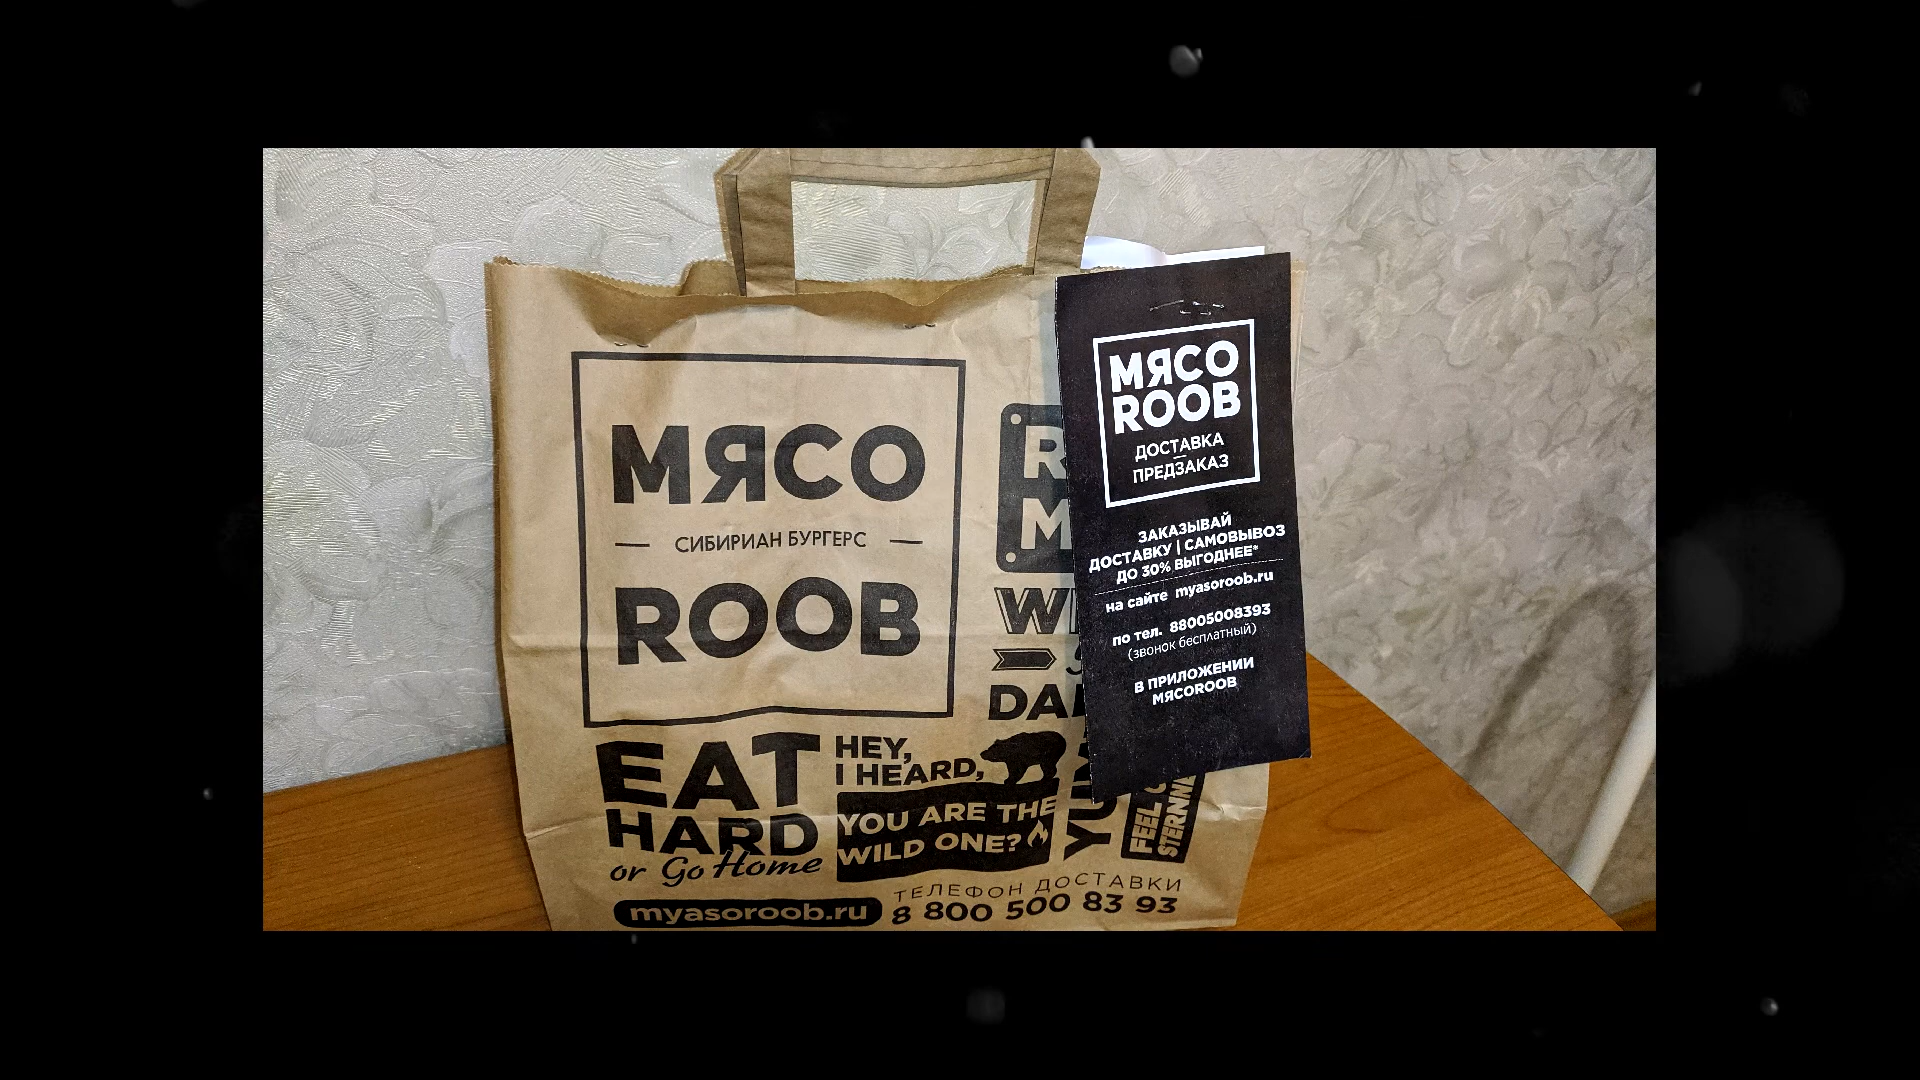 МЯСО
СИБИРИАН БУРГЕРС
ROOB
EAT
HARD
or Go Home
HEY,
I HEARD,
YOU ARE THE
WILD ONE?
myasoroob.ru
ТЕЛЕФОН ДОСТАВКИ
8 800 500 83 93
FEEL
МЯСО
ROOB
ДОСТАВКА
ПРЕДЗАКАЗ
ЗАКАЗЫВАЙ
ДОСТАВКУ | САМОВЫВОЗ
ДО 30% ВЫГОДНЕЕ*
на сайте myasoroob.ru
по тел. 88005008393
(звонок бесплатный)
В ПРИЛОЖЕНИИ
МЯСОROOB